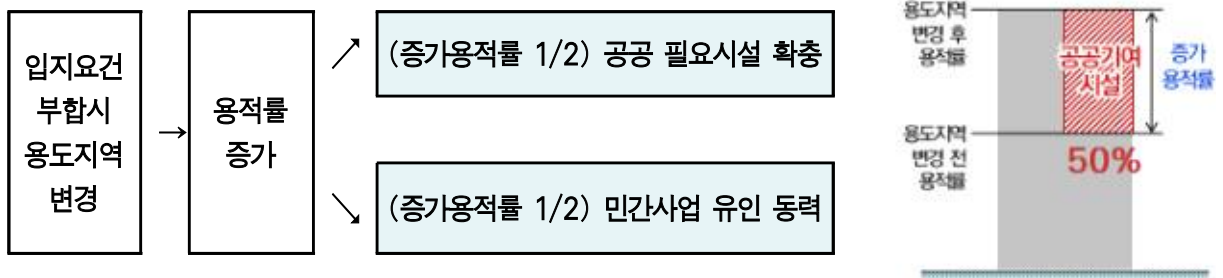 입지요건
부합시
용도지역
변경
→
용적률
증가
↗
(증가용적률 1/2) 공공 필요시설 확충
↘
(증가용적률 1/2) 민간사업 유인 동력
용도지역
변경 후
용적률
공공기여
시설
증가
용적률
용도지역
변경 전
용적률
50%